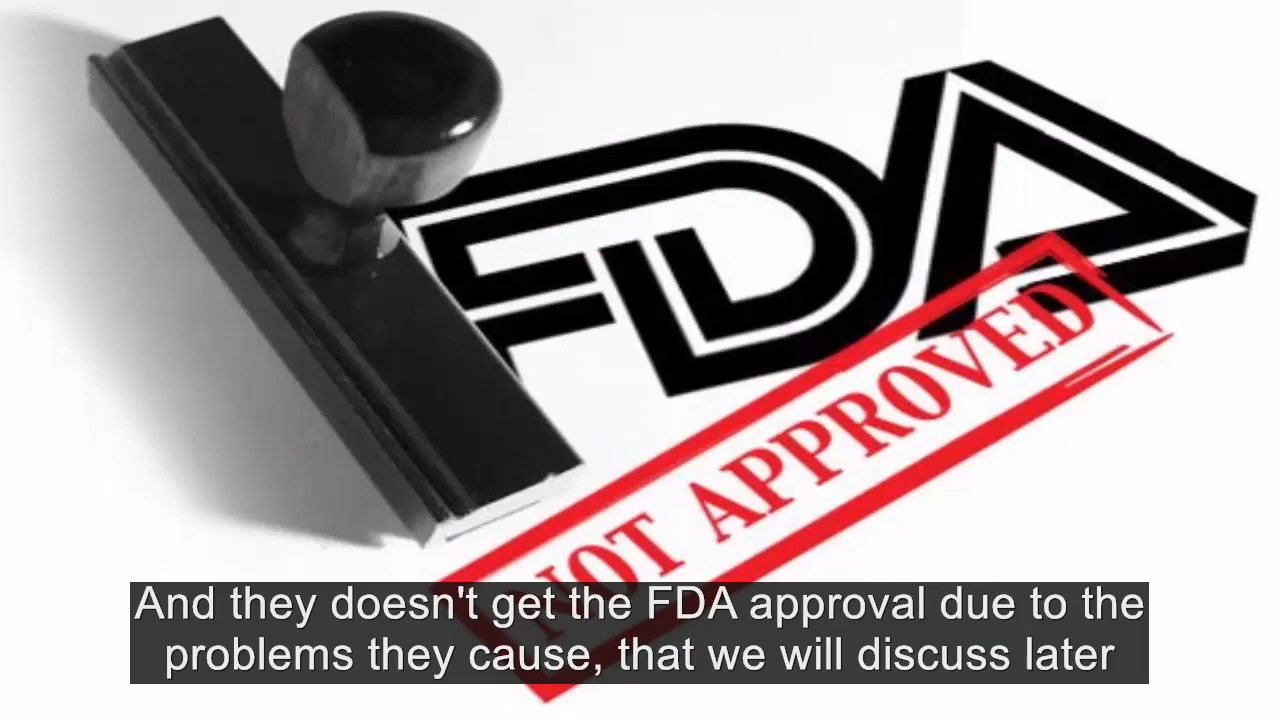 FDA
NOT APPROVED
And they doesn't get the FDA approval due to the
problems they cause, that we will discuss later